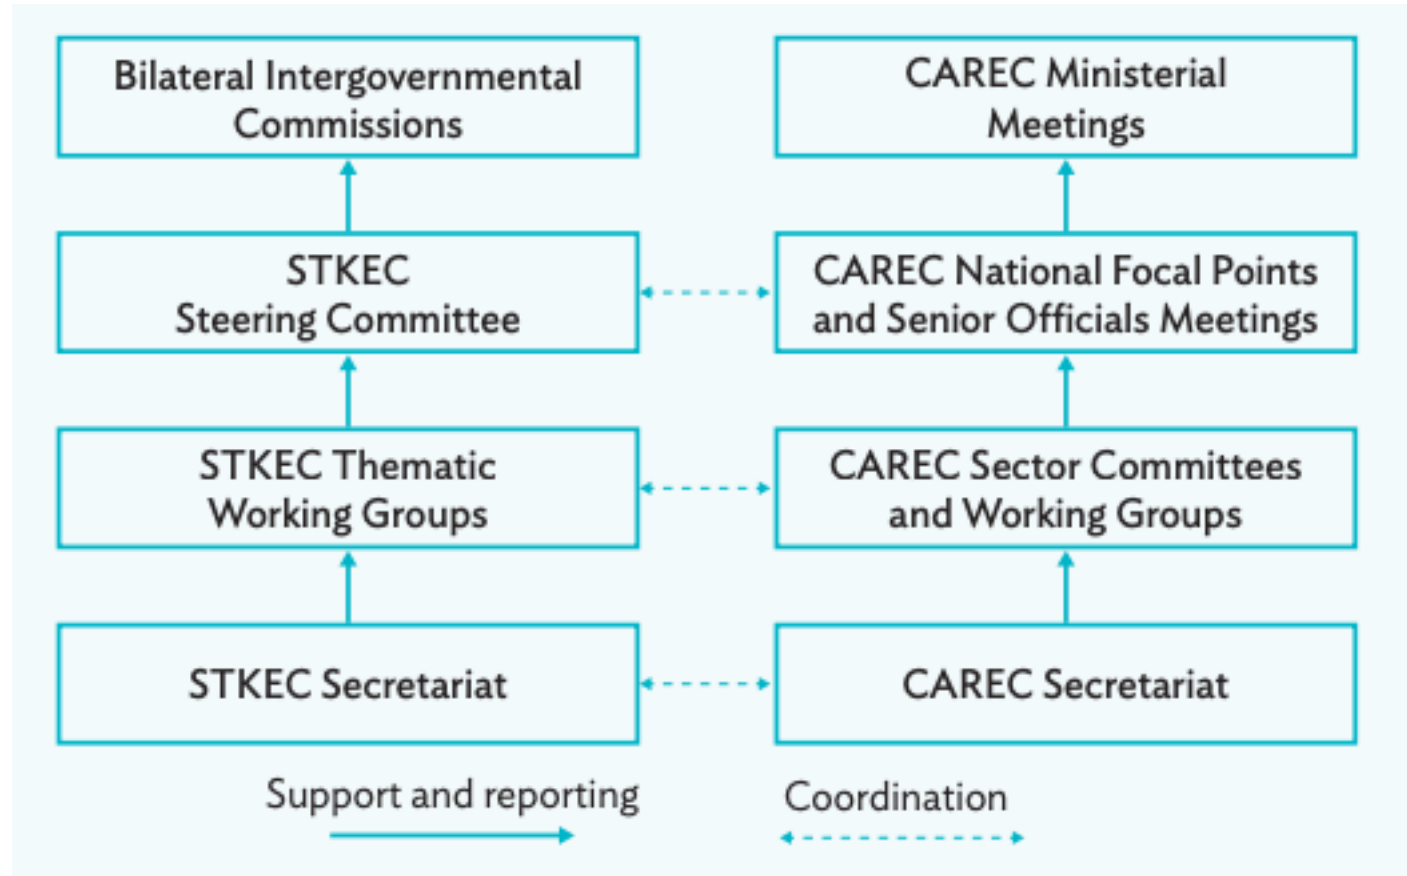 Bilateral Intergovernmental
Commissions
CAREC Ministerial
Meetings
STKEC
Steering Committee
CAREC National Focal Points
and Senior Officials Meetings
STKEC Thematic
Working Groups
CAREC Sector Committees
and Working Groups
STKEC Secretariat
CAREC Secretariat
Support and reporting
Coordination